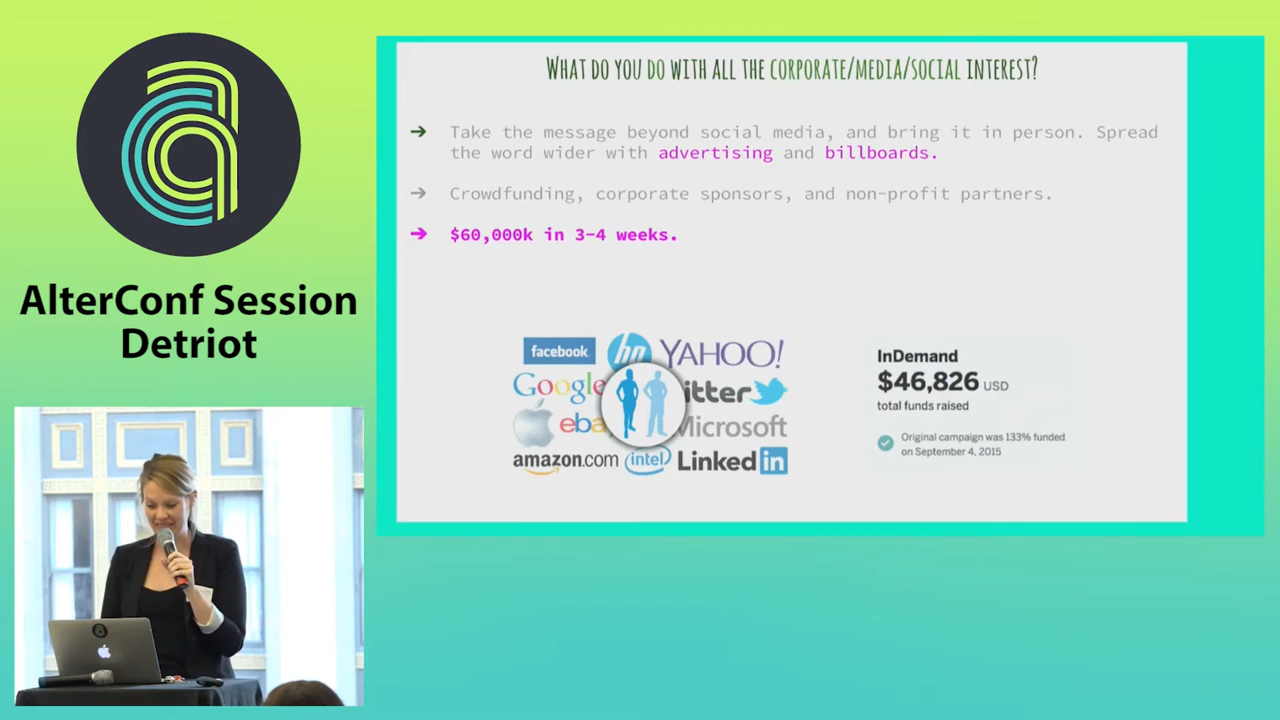 WHAT DO YOU DO WITH ALL THE CORPORATE/MEDIA/SOCIAL INTEREST?
➔ Take the message beyond social media, and bring it in person. Spread
the word wider with advertising and billboards.
➔ Crowdfunding, corporate sponsors, and non-profit partners.
➔ $60,000k in 3-4 weeks.
AlterConf Session
Detriot
facebook. hp YAHOO!
Google itter
eba Microsoft
amazon.com intel Linked in
InDemand
$46,826 USD
total funds raised
Original campaign was 133% funded
on September 4, 2015